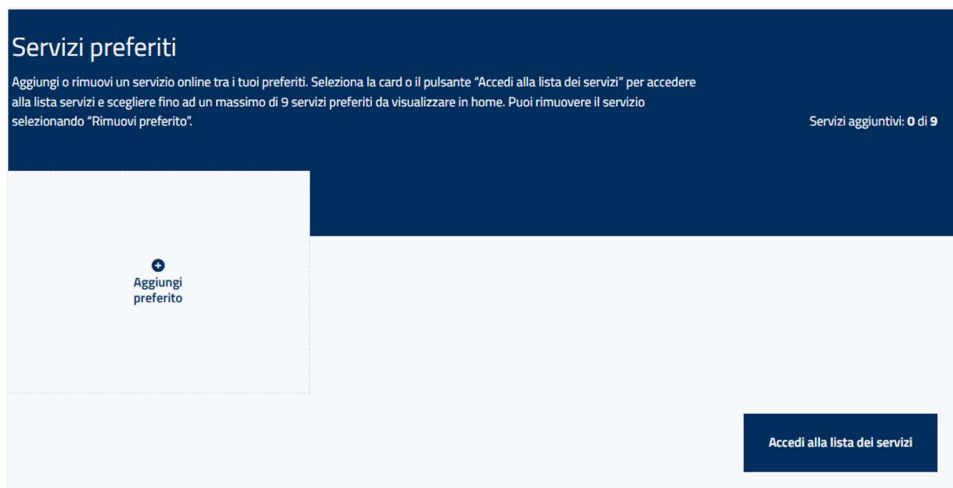 Servizi preferiti
Aggiungi o rimuovi un servizio online tra i tuoi preferiti. Seleziona la card o il pulsante “Accedi alla lista dei servizi” per accedere
alla lista servizi e scegliere fino ad un massimo di 9 servizi preferiti da visualizzare in home. Puoi rimuovere il servizio
selezionando “Rimuovi preferito”.
Servizi aggiuntivi: 0 di 9
Aggiungi
preferito
Accedi alla lista dei servizi